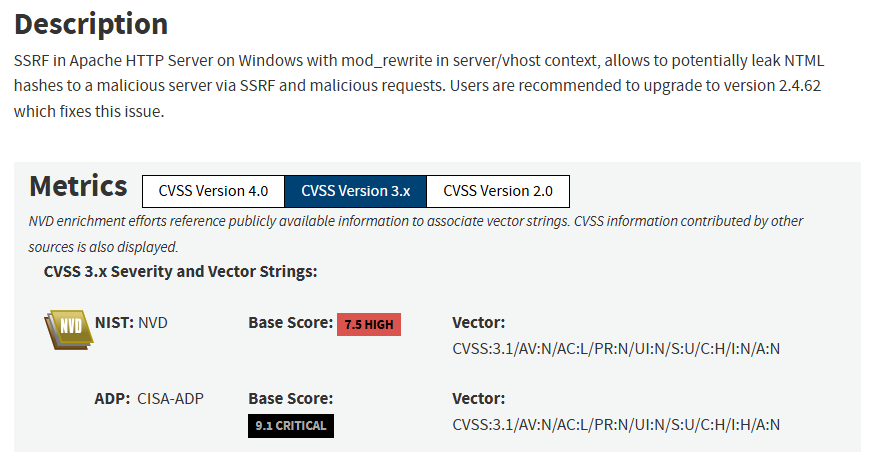 Description
SSRF in Apache HTTP Server on Windows with mod_rewrite in server/vhost context, allows to potentially leak NTML
hashes to a malicious server via SSRF and malicious requests. Users are recommended to upgrade to version 2.4.62
which fixes this issue.
Metrics CVSS Version 4.0 CVSS Version 3.x CVSS Version 2.0
NVD enrichment efforts reference publicly available information to associate vector strings. CVSS information contributed by other
sources is also displayed.
CVSS 3.x Severity and Vector Strings:
NVD NIST: NVD Base Score: 7.5 HIGH Vector:
CVSS:3.1/AV:N/AC:L/PR:N/UI:N/S:U/C:H/I:N/A:N
ADP: CISA-ADP Base Score: Vector:
9.1 CRITICAL CVSS:3.1/AV:N/AC:L/PR:N/UI:N/S:U/C:H/I:H/A:N